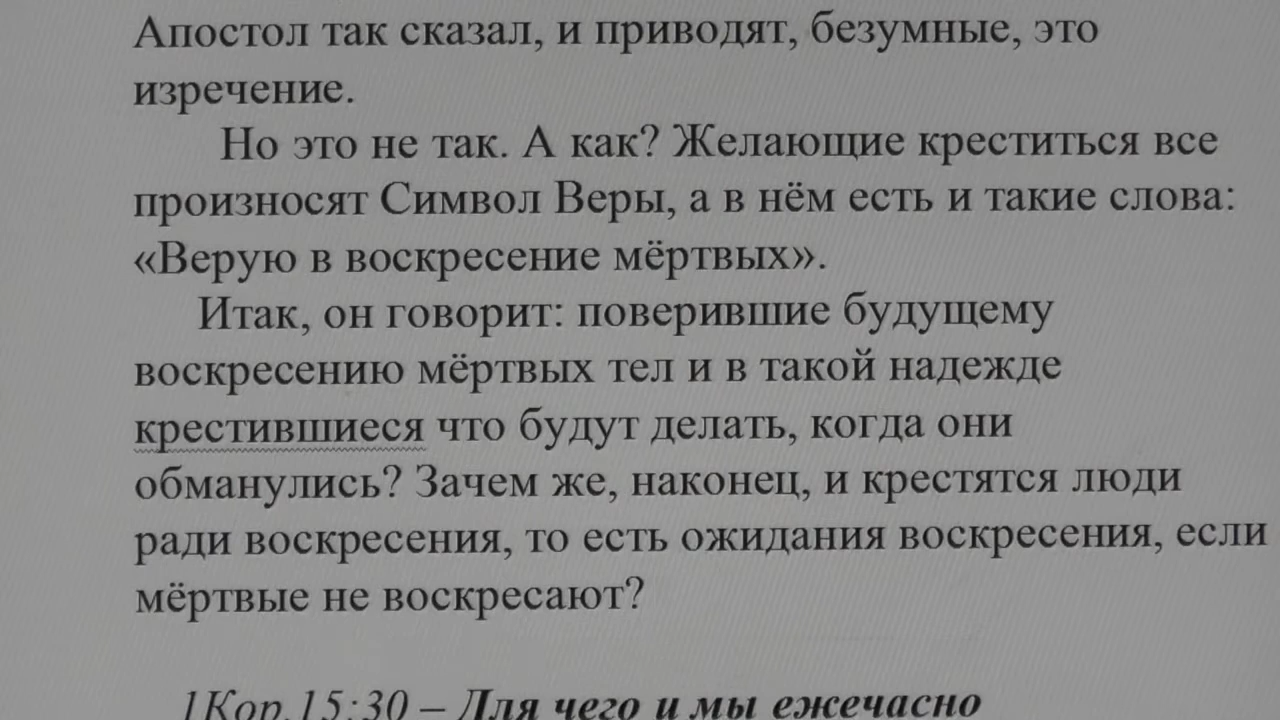 Апостол так сказал, и приводят, безумные, это
изречение.
Но это не так. А как? Желающие креститься все
произносят Символ Веры, а в нём есть и такие слова:
«Верую в воскресение мёртвых».
Итак, он говорит: поверившие будущему
воскресению мёртвых тел и в такой надежде
крестившиеся что будут делать, когда они
обманулись? Зачем же, наконец, и крестятся люди
ради воскресения, то есть ожидания воскресения, если
мёртвые не воскресают?
1Кор.15:30 – Для чего и мы ежечасно